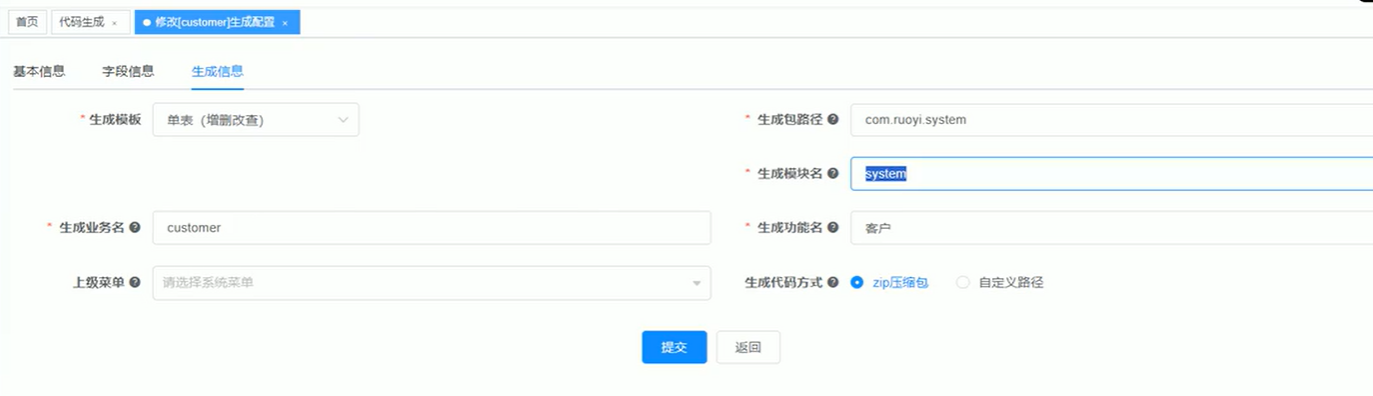 首页 代码生成 × 修改[customer]生成配置 ×
基本信息 字段信息 生成信息
* 生成模板 单表（增删改查） * 生成包路径 com.ruoyi.system
* 生成模块名 system
* 生成业务名 customer * 生成功能名 客户
上级菜单 请选择系统菜单 生成代码方式 zip压缩包 自定义路径
提交 返回